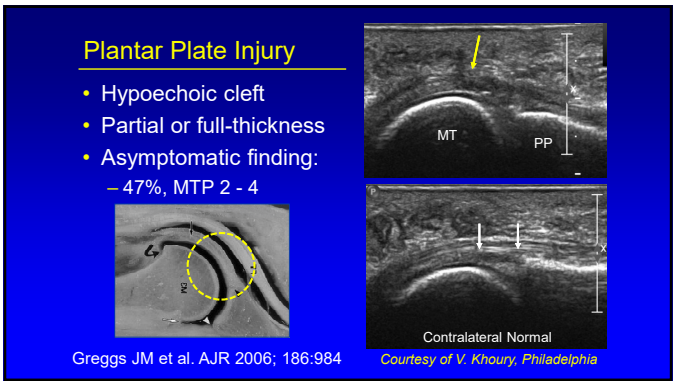 Plantar Plate Injury
• Hypoechoic cleft
• Partial or full-thickness
• Asymptomatic finding:
– 47%, MTP 2 - 4
Greggs JM et al. AJR 2006; 186:984
MT
PP
X
Contralateral Normal
Courtesy of V. Khoury, Philadelphia